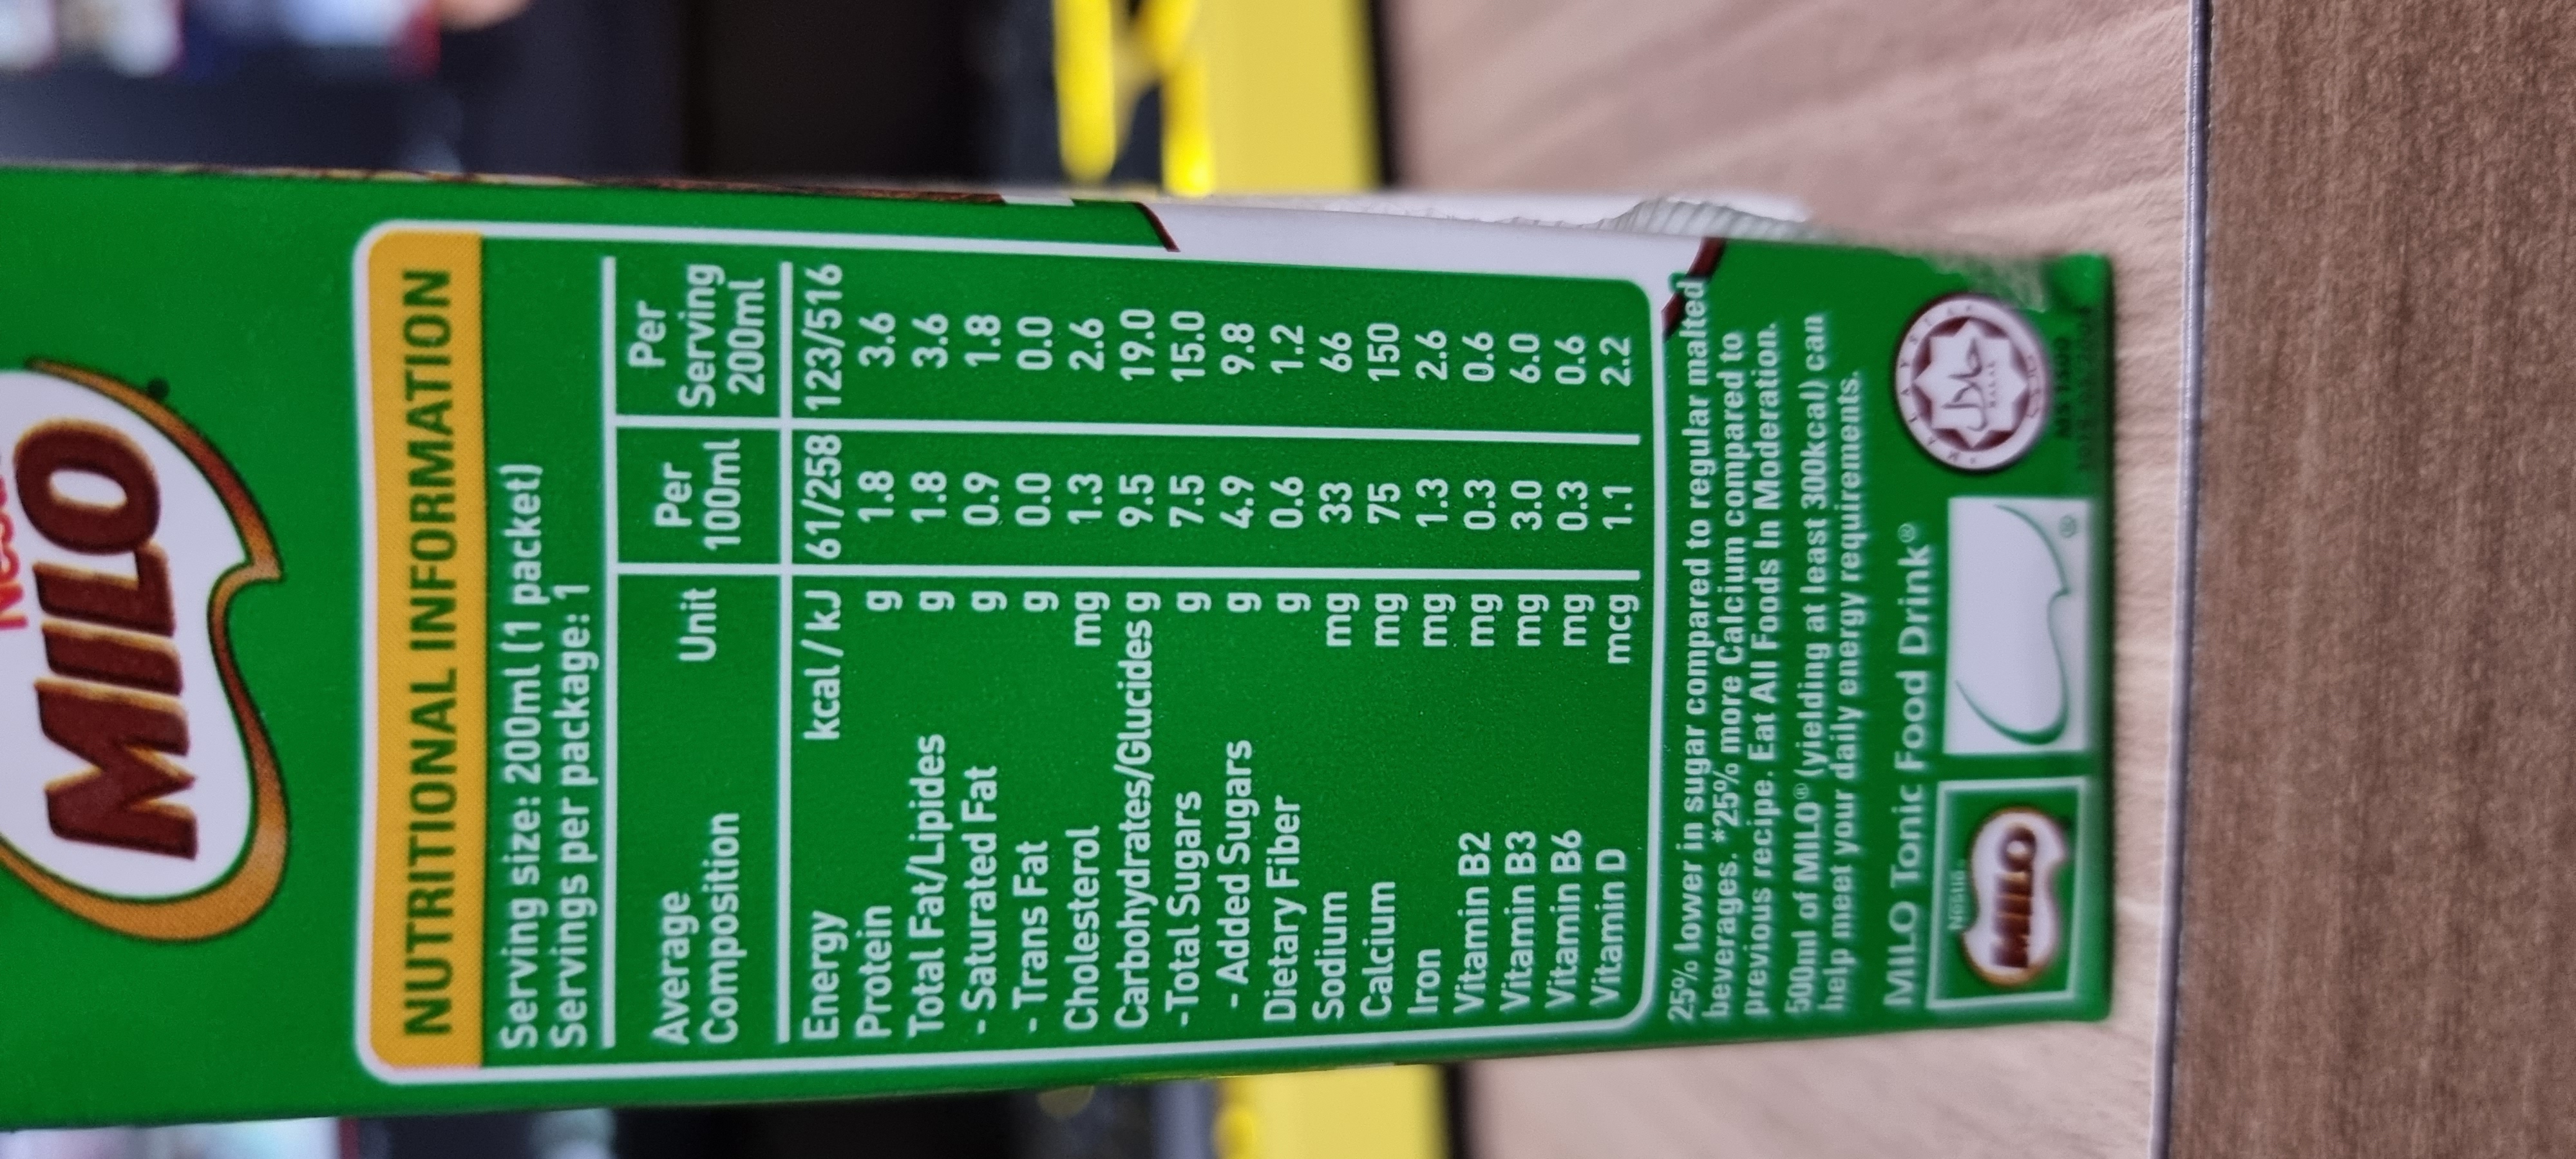 MILO
NUTRITIONAL INFORMATION
Serving size: 200ml (1 packet)
Servings per package: 1
Average Composition Unit Per 100ml Per Serving 200ml
Energy kcal / kJ 61/258 123/516
Protein g 1.8 3.6
Total Fat/Lipides g 1.8 3.6
- Saturated Fat g 0.9 1.8
- Trans Fat g 0.0 0.0
Cholesterol mg 1.3 2.6
Carbohydrates/Glucides g 9.5 19.0
-Total Sugars g 7.5 15.0
- Added Sugars g 4.9 9.8
Dietary Fiber g 0.6 1.2
Sodium mg 33 66
Calcium mg 75 150
Iron mg 1.3 2.6
Vitamin B2 mg 0.3 0.6
Vitamin B3 mg 3.0 6.0
Vitamin B6 mg 0.3 0.6
Vitamin D mcg 1.1 2.2
25% lower in sugar compared to regular malted
beverages. *25% more Calcium compared to
previous recipe. Eat All Foods In Moderation.
500ml of MILO® (yielding at least 300kcal) can
help meet your daily energy requirements.
MILO Tonic Food Drink®
Nestlé
MILO
®
MALAYSIA
حلال
HALAL
MS 1500